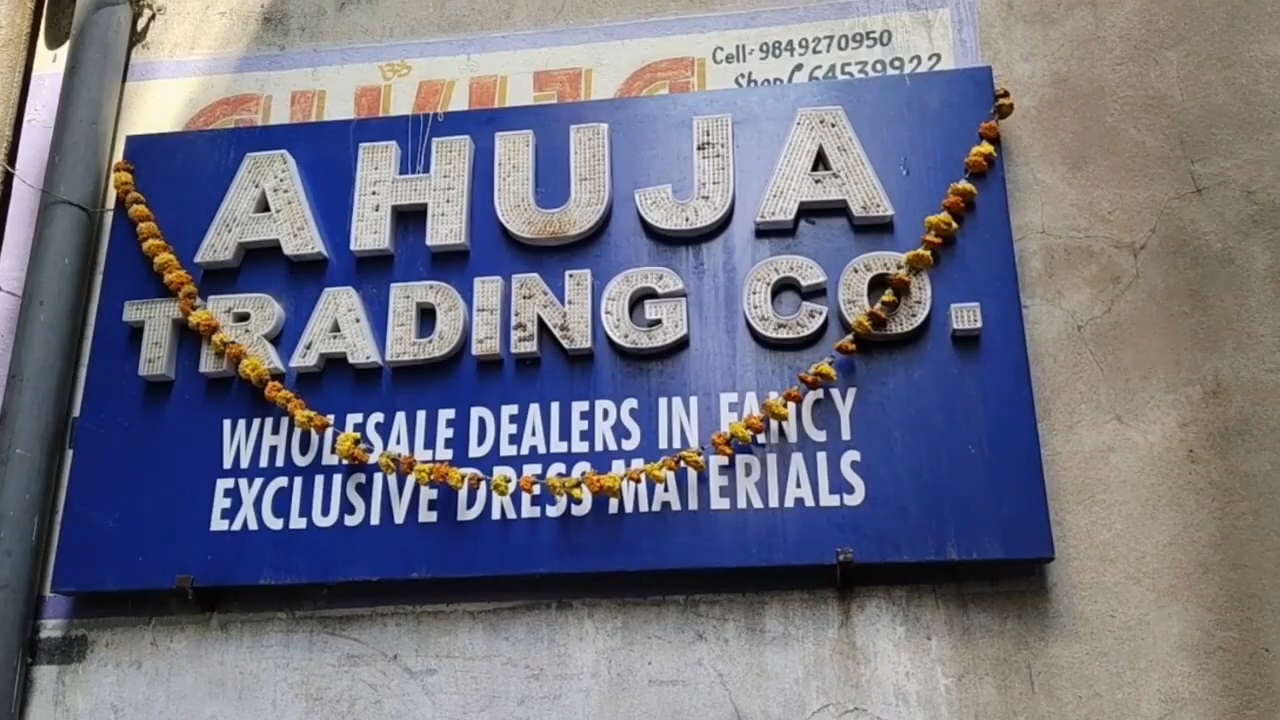 Cell: 9849270950
Shop 64539922
ॐ
AHUJA
TRADING CO.
WHOLESALE DEALERS IN FANCY
EXCLUSIVE DRESS MATERIALS